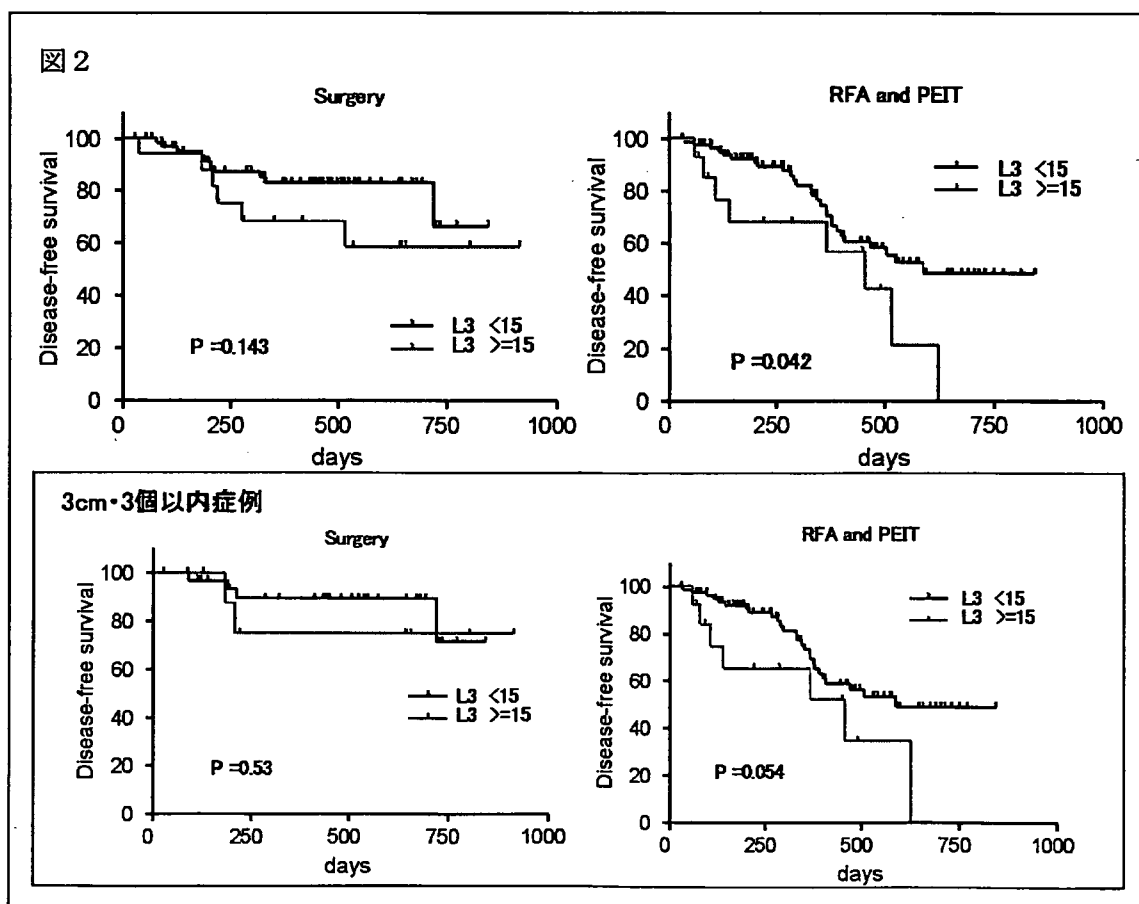 図2
Surgery
Disease-free survival
100
80
60
40
20
0
L3 <15
L3 >=15
P =0.143
0 250 500 750 1000
days
RFA and PEIT
Disease-free survival
100
80
60
40
20
0
L3 <15
L3 >=15
P =0.042
0 250 500 750 1000
days
3cm・3個以内症例
Surgery
Disease-free survival
100
80
60
40
20
0
L3 <15
L3 >=15
P =0.53
0 250 500 750 1000
days
RFA and PEIT
Disease-free survival
100
80
60
40
20
0
L3 <15
L3 >=15
P =0.054
0 250 500 750 1000
days